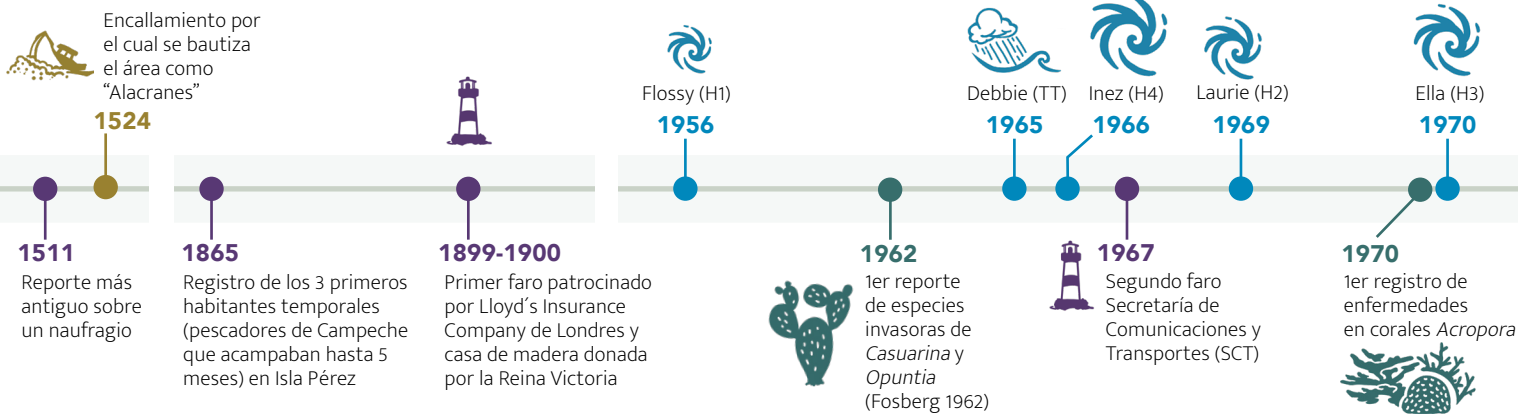 Encallamiento por
el cual se bautiza
el área como
“Alacranes”
1524
Flossy (H1)
1956
Debbie (TT)
1965
Inez (H4)
1966
Laurie (H2)
1969
Ella (H3)
1970
1511
Reporte más
antiguo sobre
un naufragio
1865
Registro de los 3 primeros
habitantes temporales
(pescadores de Campeche
que acampaban hasta 5
meses) en Isla Pérez
1899-1900
Primer faro patrocinado
por Lloyd´s Insurance
Company de Londres y
casa de madera donada
por la Reina Victoria
1962
1er reporte
de especies
invasoras de
Casuarina y
Opuntia
(Fosberg 1962)
1967
Segundo faro
Secretaría de
Comunicaciones y
Transportes (SCT)
1970
1er registro de
enfermedades
en corales Acropora